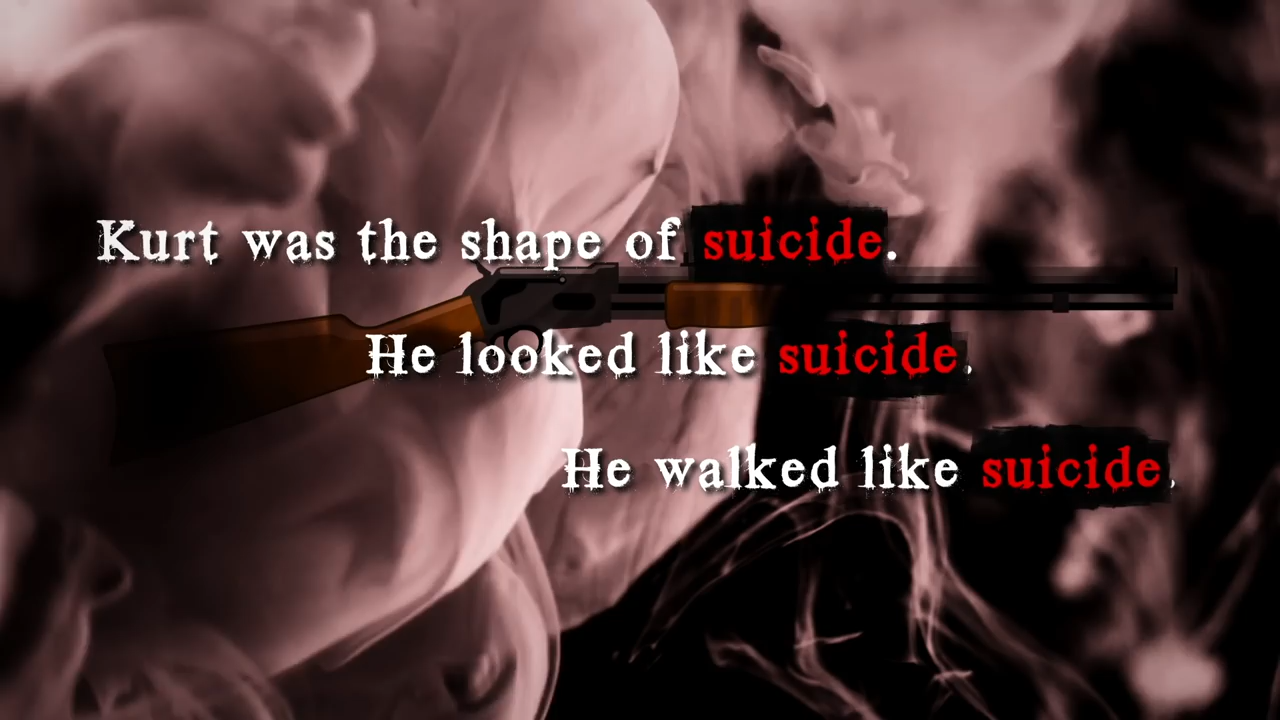 Kurt was the shape of suicide.
He looked like suicide.
He walked like suicide.